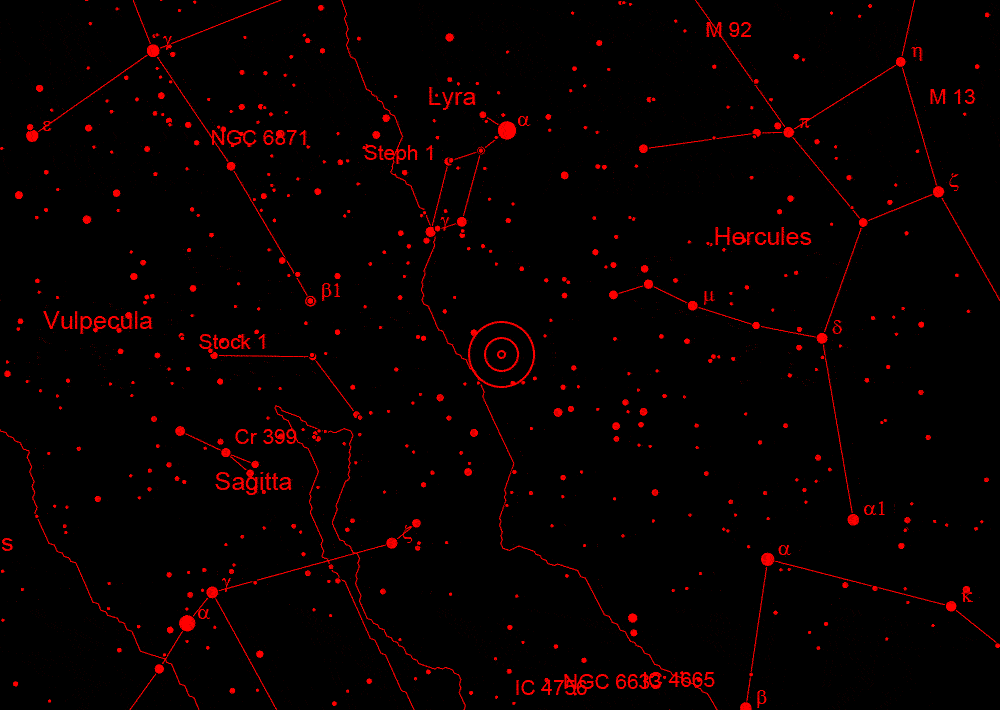 M 92
γ
η
Lyra
M 13
α
ε
π
NGC 6871
Steph 1
ζ
γ
Hercules
β1
μ
Vulpecula
δ
Stock 1
Cr 399
Sagitta
α1
ζ
s
α
γ
κ
α
IC 4756
NGC 6633
IC 4665
β